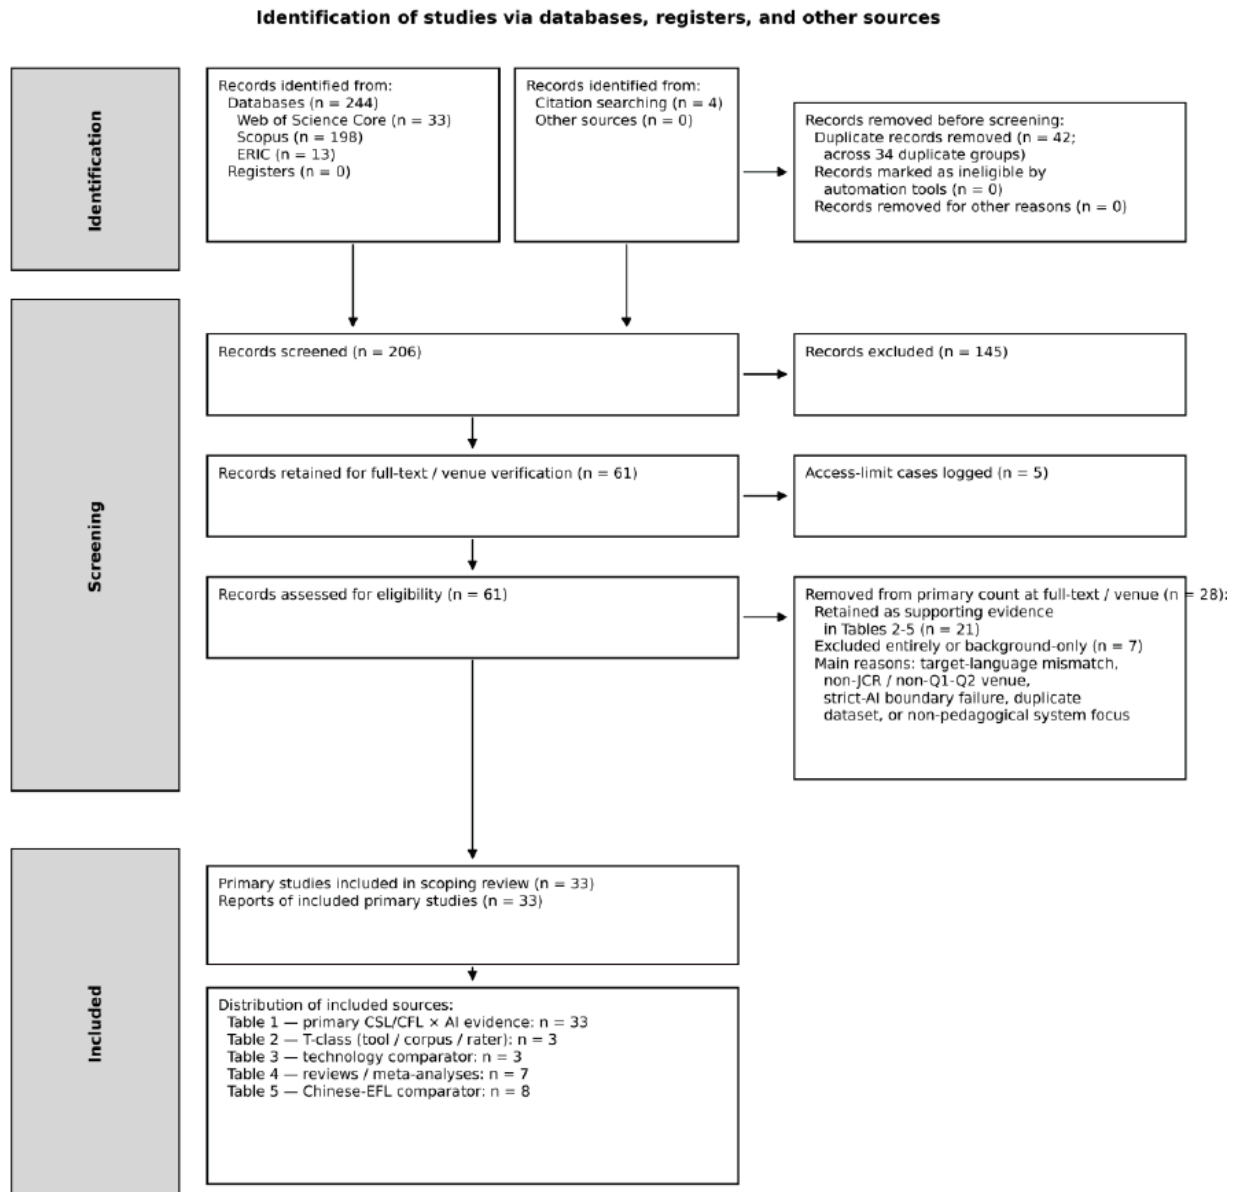 Identification of studies via databases, registers, and other sources
Identification
Records identified from:
Databases (n = 244)
Web of Science Core (n = 33)
Scopus (n = 198)
ERIC (n = 13)
Registers (n = 0)
Records identified from:
Citation searching (n = 4)
Other sources (n = 0)
Records removed before screening:
Duplicate records removed (n = 42;
across 34 duplicate groups)
Records marked as ineligible by
automation tools (n = 0)
Records removed for other reasons (n = 0)
Screening
Records screened (n = 206)
Records excluded (n = 145)
Records retained for full-text / venue verification (n = 61)
Access-limit cases logged (n = 5)
Records assessed for eligibility (n = 61)
Removed from primary count at full-text / venue (n = 28):
Retained as supporting evidence
in Tables 2-5 (n = 21)
Excluded entirely or background-only (n = 7)
Main reasons: target-language mismatch,
non-JCR / non-Q1-Q2 venue,
strict-AI boundary failure, duplicate
dataset, or non-pedagogical system focus
Included
Primary studies included in scoping review (n = 33)
Reports of included primary studies (n = 33)
Distribution of included sources:
Table 1 — primary CSL/CFL × AI evidence: n = 33
Table 2 — T-class (tool / corpus / rater): n = 3
Table 3 — technology comparator: n = 3
Table 4 — reviews / meta-analyses: n = 7
Table 5 — Chinese-EFL comparator: n = 8